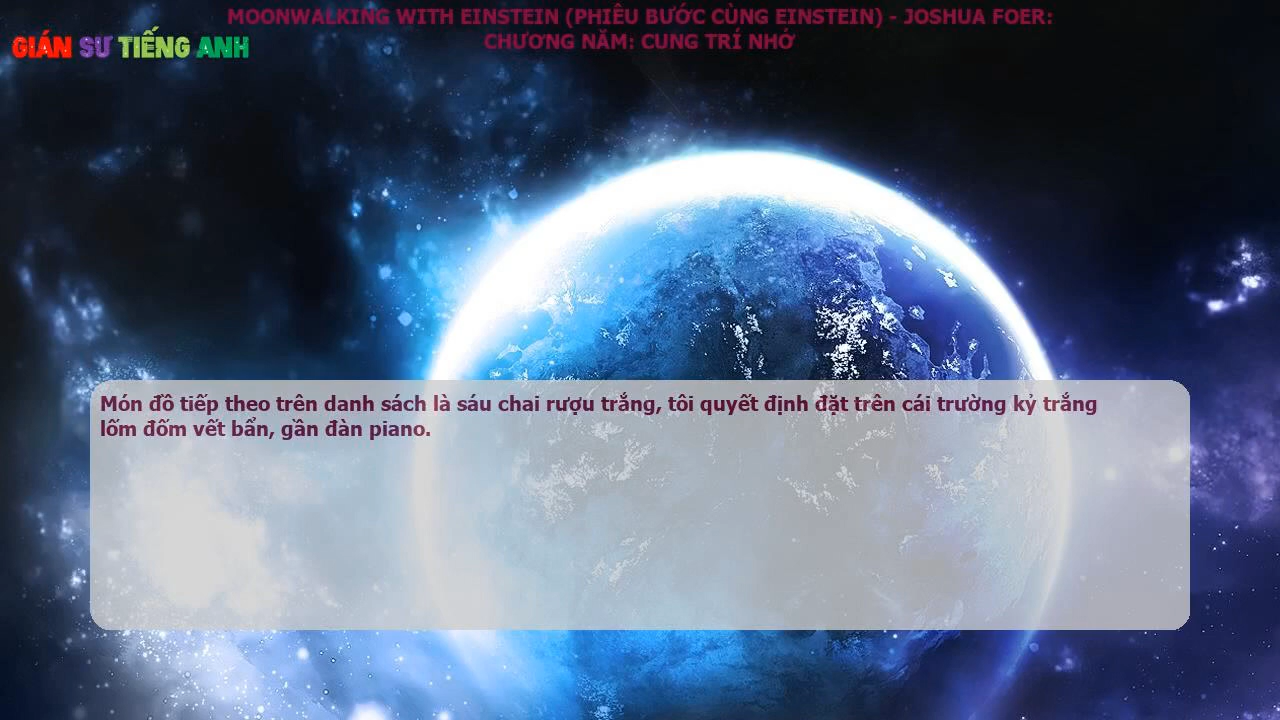 MOONWALKING WITH EINSTEIN (PHIÊU BƯỚC CÙNG EINSTEIN) - JOSHUA FOER:
CHƯƠNG NĂM: CUNG TRÍ NHỚ
GIÁN SƯ TIẾNG ANH
Món đồ tiếp theo trên danh sách là sáu chai rượu trắng, tôi quyết định đặt trên cái trường kỷ trắng
lốm đốm vết bẩn, gần đàn piano.